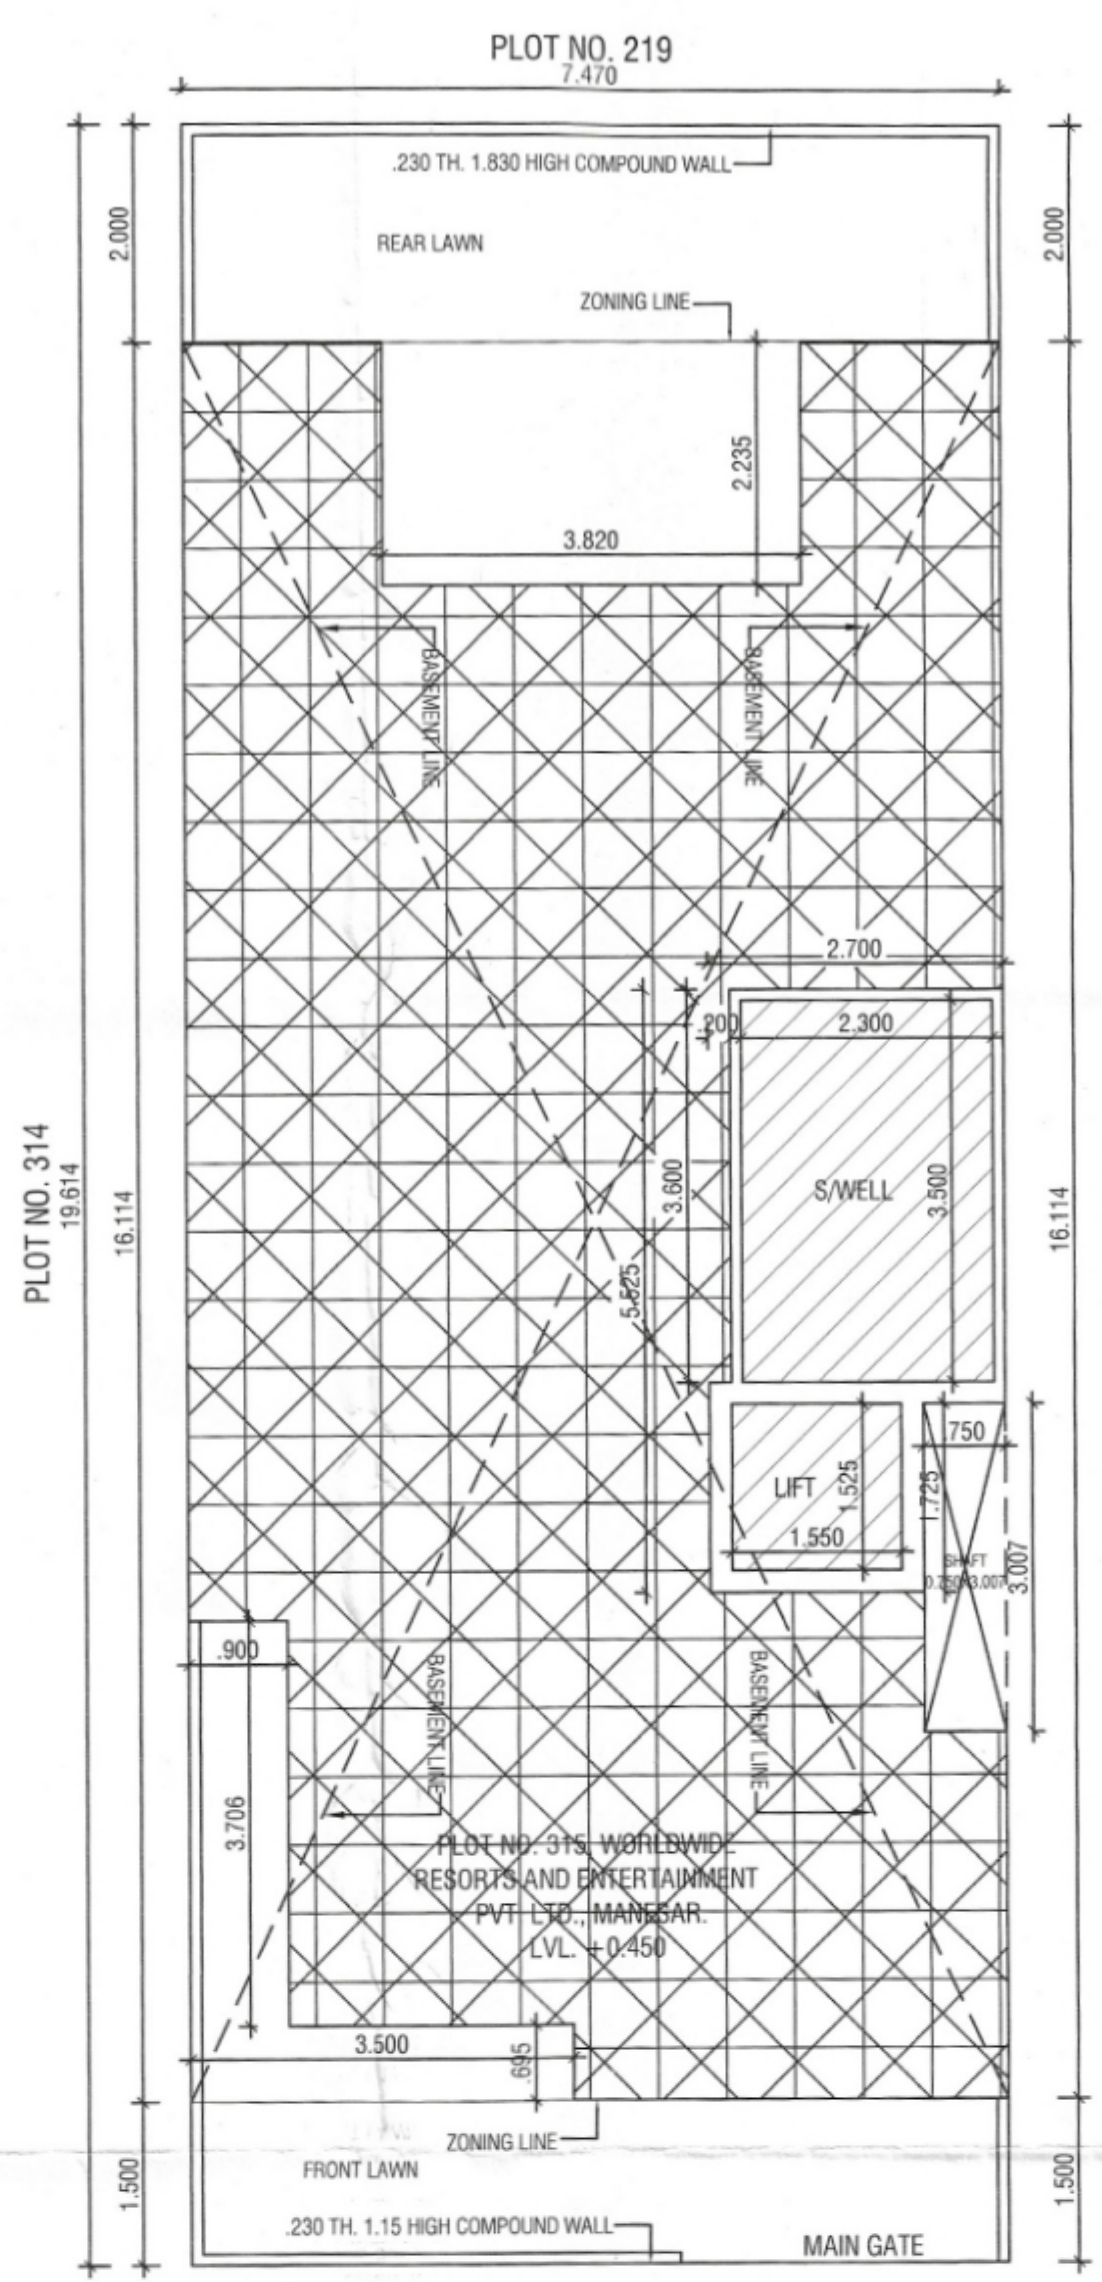 PLOT NO. 219
7.470
.230 TH. 1.830 HIGH COMPOUND WALL
2.000
2.000
REAR LAWN
ZONING LINE
2.235
3.820
BASEMENT LINE
BASEMENT LINE
2.700
.200
2.300
PLOT NO. 314
19.614
16.114
3.600
S/WELL
3.500
16.114
5.525
.750
LIFT
1.525
1.725
1.550
SHAFT
0.750X3.007
3.007
.900
BASEMENT LINE
BASEMENT LINE
3.706
PLOT NO. 315, WORLDWIDE
RESORTS AND ENTERTAINMENT
PVT. LTD., MANESAR.
LVL. +0.450
3.500
.695
ZONING LINE
FRONT LAWN
1.500
1.500
.230 TH. 1.15 HIGH COMPOUND WALL
MAIN GATE